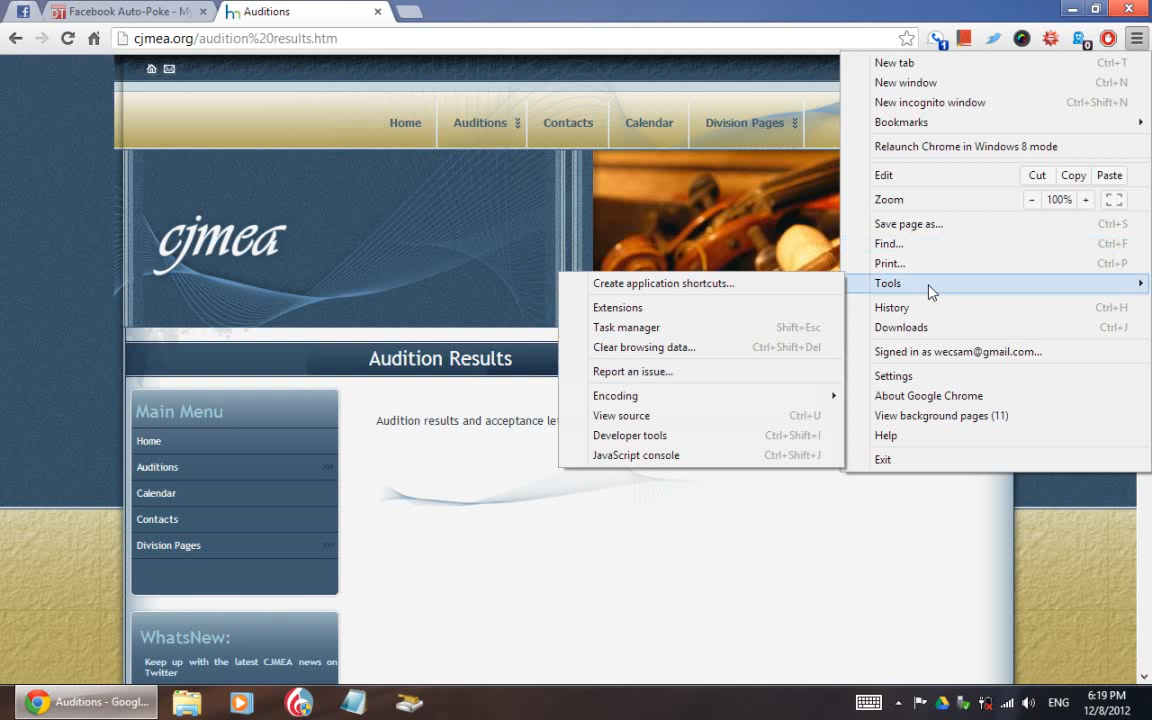 Facebook Auto-Poke - My
Auditions
cjmea.org/audition%20results.htm
1
0
Home
Auditions
Contacts
Calendar
Division Pages
cjmea
Audition Results
Main Menu
Home
Auditions
Calendar
Contacts
Division Pages
WhatsNew:
Keep up with the latest CJMEA news on
Twitter
Audition results and acceptance le
Create application shortcuts...
Extensions
Task manager Shift+Esc
Clear browsing data... Ctrl+Shift+Del
Report an issue...
Encoding
View source Ctrl+U
Developer tools Ctrl+Shift+I
JavaScript console Ctrl+Shift+J
New tab Ctrl+T
New window Ctrl+N
New incognito window Ctrl+Shift+N
Bookmarks
Relaunch Chrome in Windows 8 mode
Edit Cut Copy Paste
Zoom − 100% +
Save page as... Ctrl+S
Find... Ctrl+F
Print... Ctrl+P
Tools
History Ctrl+H
Downloads Ctrl+J
Signed in as wecsam@gmail.com...
Settings
About Google Chrome
View background pages (11)
Help
Exit
Auditions - Googl...
ENG
6:19 PM
12/8/2012